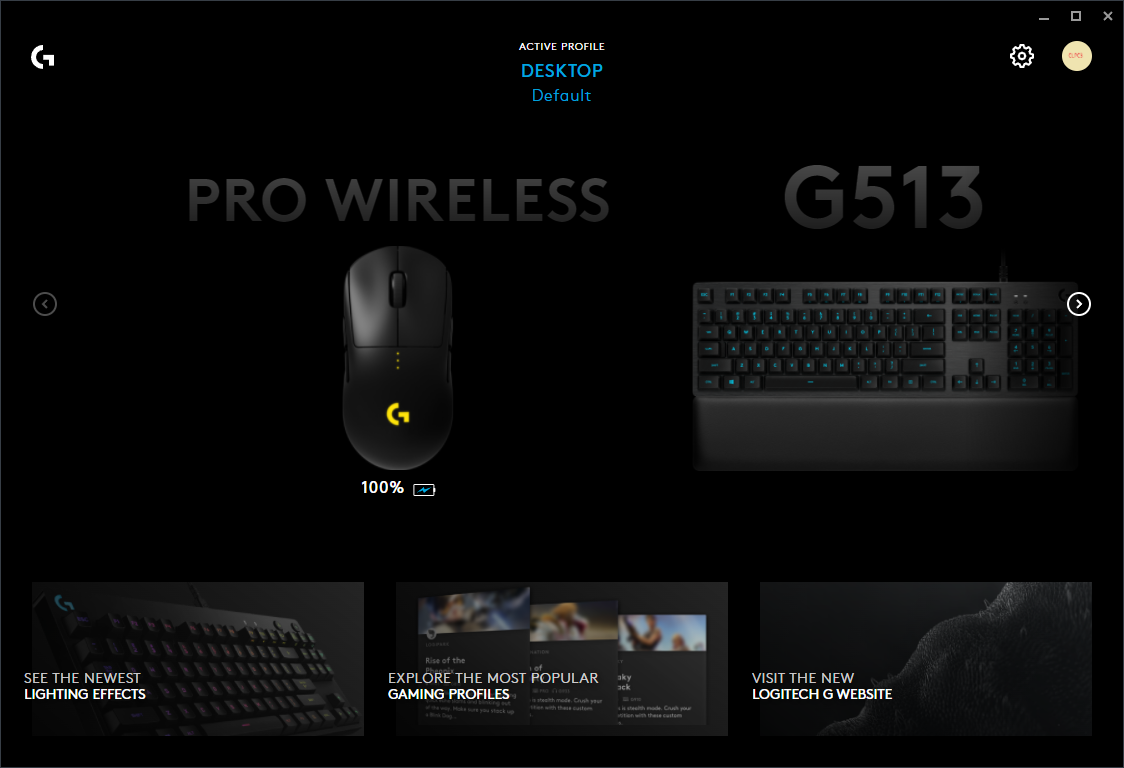 ACTIVE PROFILE
DESKTOP
Default
PRO WIRELESS
G513
100%
SEE THE NEWEST
LIGHTING EFFECTS
Rise of the
EXPLORE THE MOST POPULAR
GAMING PROFILES
VISIT THE NEW
LOGITECH G WEBSITE